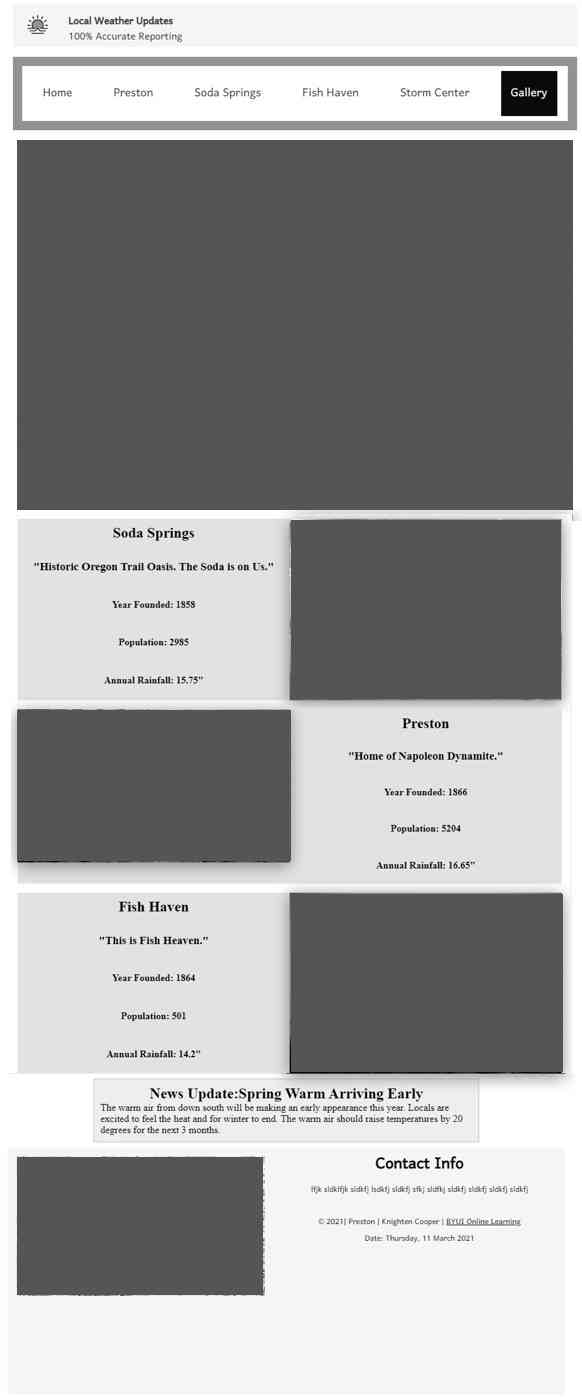 Local Weather Updates
100% Accurate Reporting
Home Preston Soda Springs Fish Haven Storm Center Gallery
Soda Springs
"Historic Oregon Trail Oasis. The Soda is on Us."
Year Founded: 1858
Population: 2985
Annual Rainfall: 15.75"
Preston
"Home of Napoleon Dynamite."
Year Founded: 1866
Population: 5204
Annual Rainfall: 16.65"
Fish Haven
"This is Fish Heaven."
Year Founded: 1864
Population: 501
Annual Rainfall: 14.2"
News Update:Spring Warm Arriving Early
The warm air from down south will be making an early appearance this year. Locals are
excited to feel the heat and for winter to end. The warm air should raise temperatures by 20
degrees for the next 3 months.
Contact Info
lfjk sldklfjk sldkfj lsdkfj sldkfj sfkj sldfkj sldkfj sldkfj sldkfj sldkfj
© 2021| Preston | Knighten Cooper | BYUI Online Learning
Date: Thursday, 11 March 2021